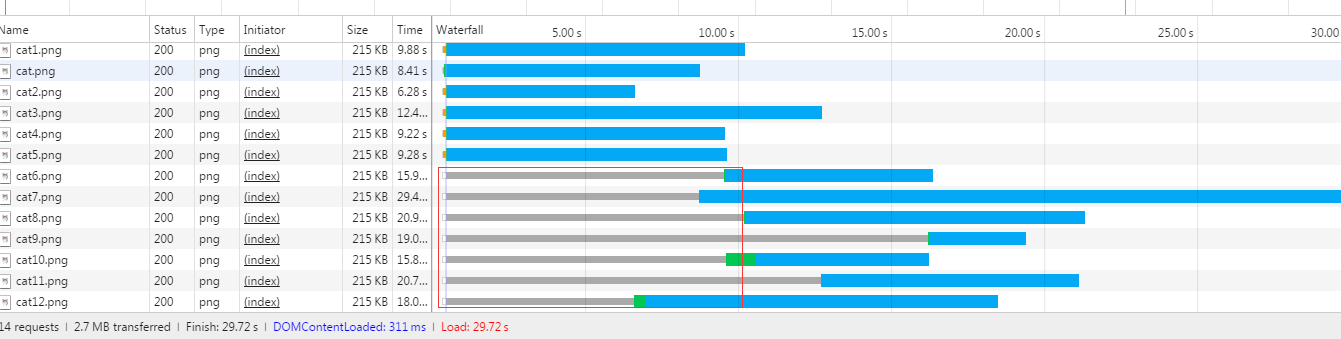 Name Status Type Initiator Size Time Waterfall 5.00 s 10.00 s 15.00 s 20.00 s 25.00 s 30.00
cat1.png 200 png (index) 215 KB 9.88 s
cat.png 200 png (index) 215 KB 8.41 s
cat2.png 200 png (index) 215 KB 6.28 s
cat3.png 200 png (index) 215 KB 12.4...
cat4.png 200 png (index) 215 KB 9.22 s
cat5.png 200 png (index) 215 KB 9.28 s
cat6.png 200 png (index) 215 KB 15.9...
cat7.png 200 png (index) 215 KB 29.4...
cat8.png 200 png (index) 215 KB 20.9...
cat9.png 200 png (index) 215 KB 19.0...
cat10.png 200 png (index) 215 KB 15.8...
cat11.png 200 png (index) 215 KB 20.7...
cat12.png 200 png (index) 215 KB 18.0...
14 requests | 2.7 MB transferred | Finish: 29.72 s | DOMContentLoaded: 311 ms | Load: 29.72 s